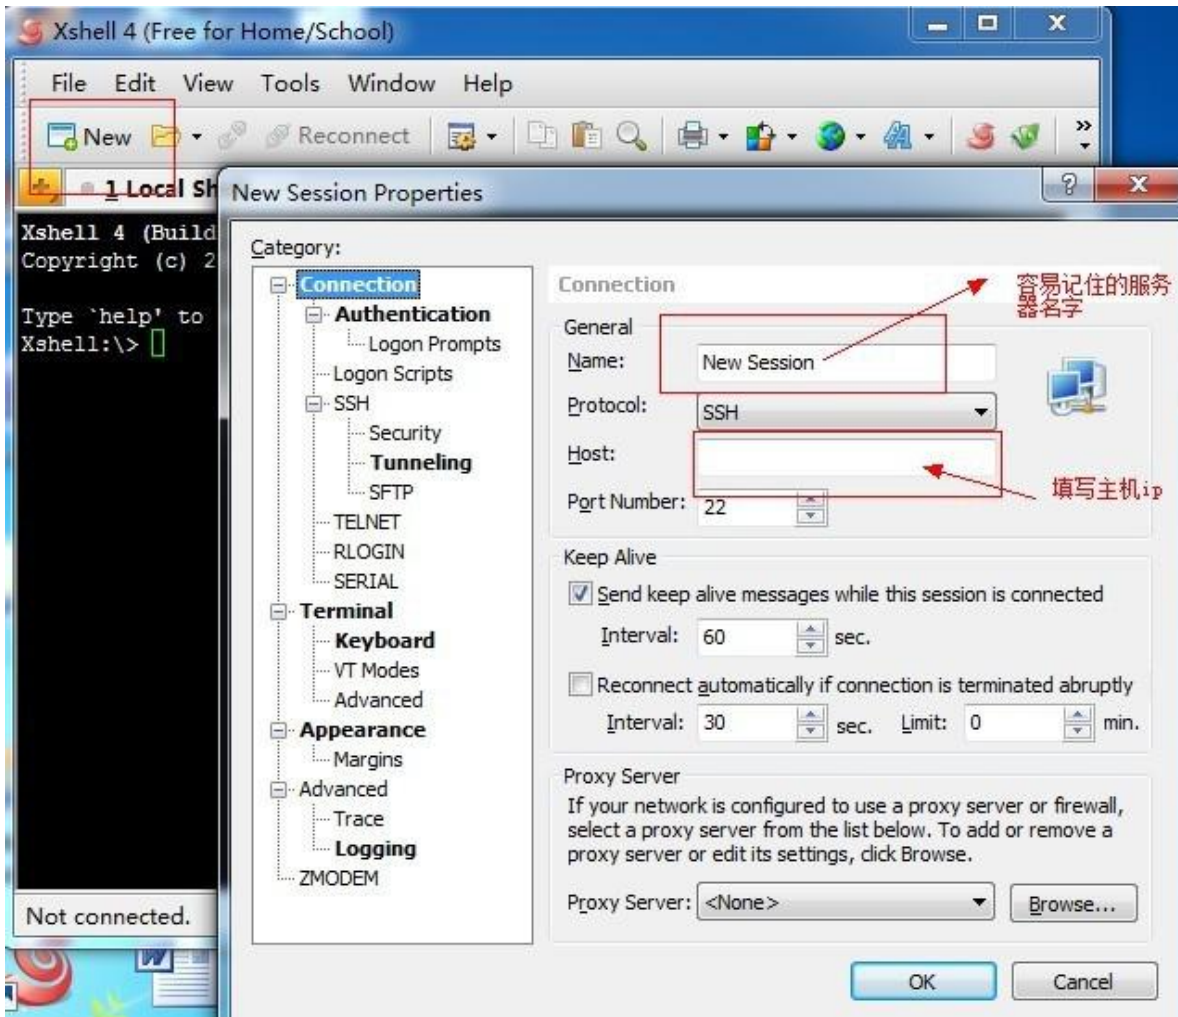 Xshell 4 (Free for Home/School)
File Edit View Tools Window Help
New Reconnect
1 Local Sh
New Session Properties
Xshell 4 (Build
Copyright (c) 2
Type `help' to
Xshell:\>
Not connected.
Category:
Connection
Authentication
Logon Prompts
Logon Scripts
SSH
Security
Tunneling
SFTP
TELNET
RLOGIN
SERIAL
Terminal
Keyboard
VT Modes
Advanced
Appearance
Margins
Advanced
Trace
Logging
ZMODEM
Connection
容易记住的服务
器名字
General
Name: New Session
Protocol: SSH
Host:
填写主机ip
Port Number: 22
Keep Alive
Send keep alive messages while this session is connected
Interval: 60 sec.
Reconnect automatically if connection is terminated abruptly
Interval: 30 sec. Limit: 0 min.
Proxy Server
If your network is configured to use a proxy server or firewall,
select a proxy server from the list below. To add or remove a
proxy server or edit its settings, click Browse.
Proxy Server: <None> Browse...
OK Cancel